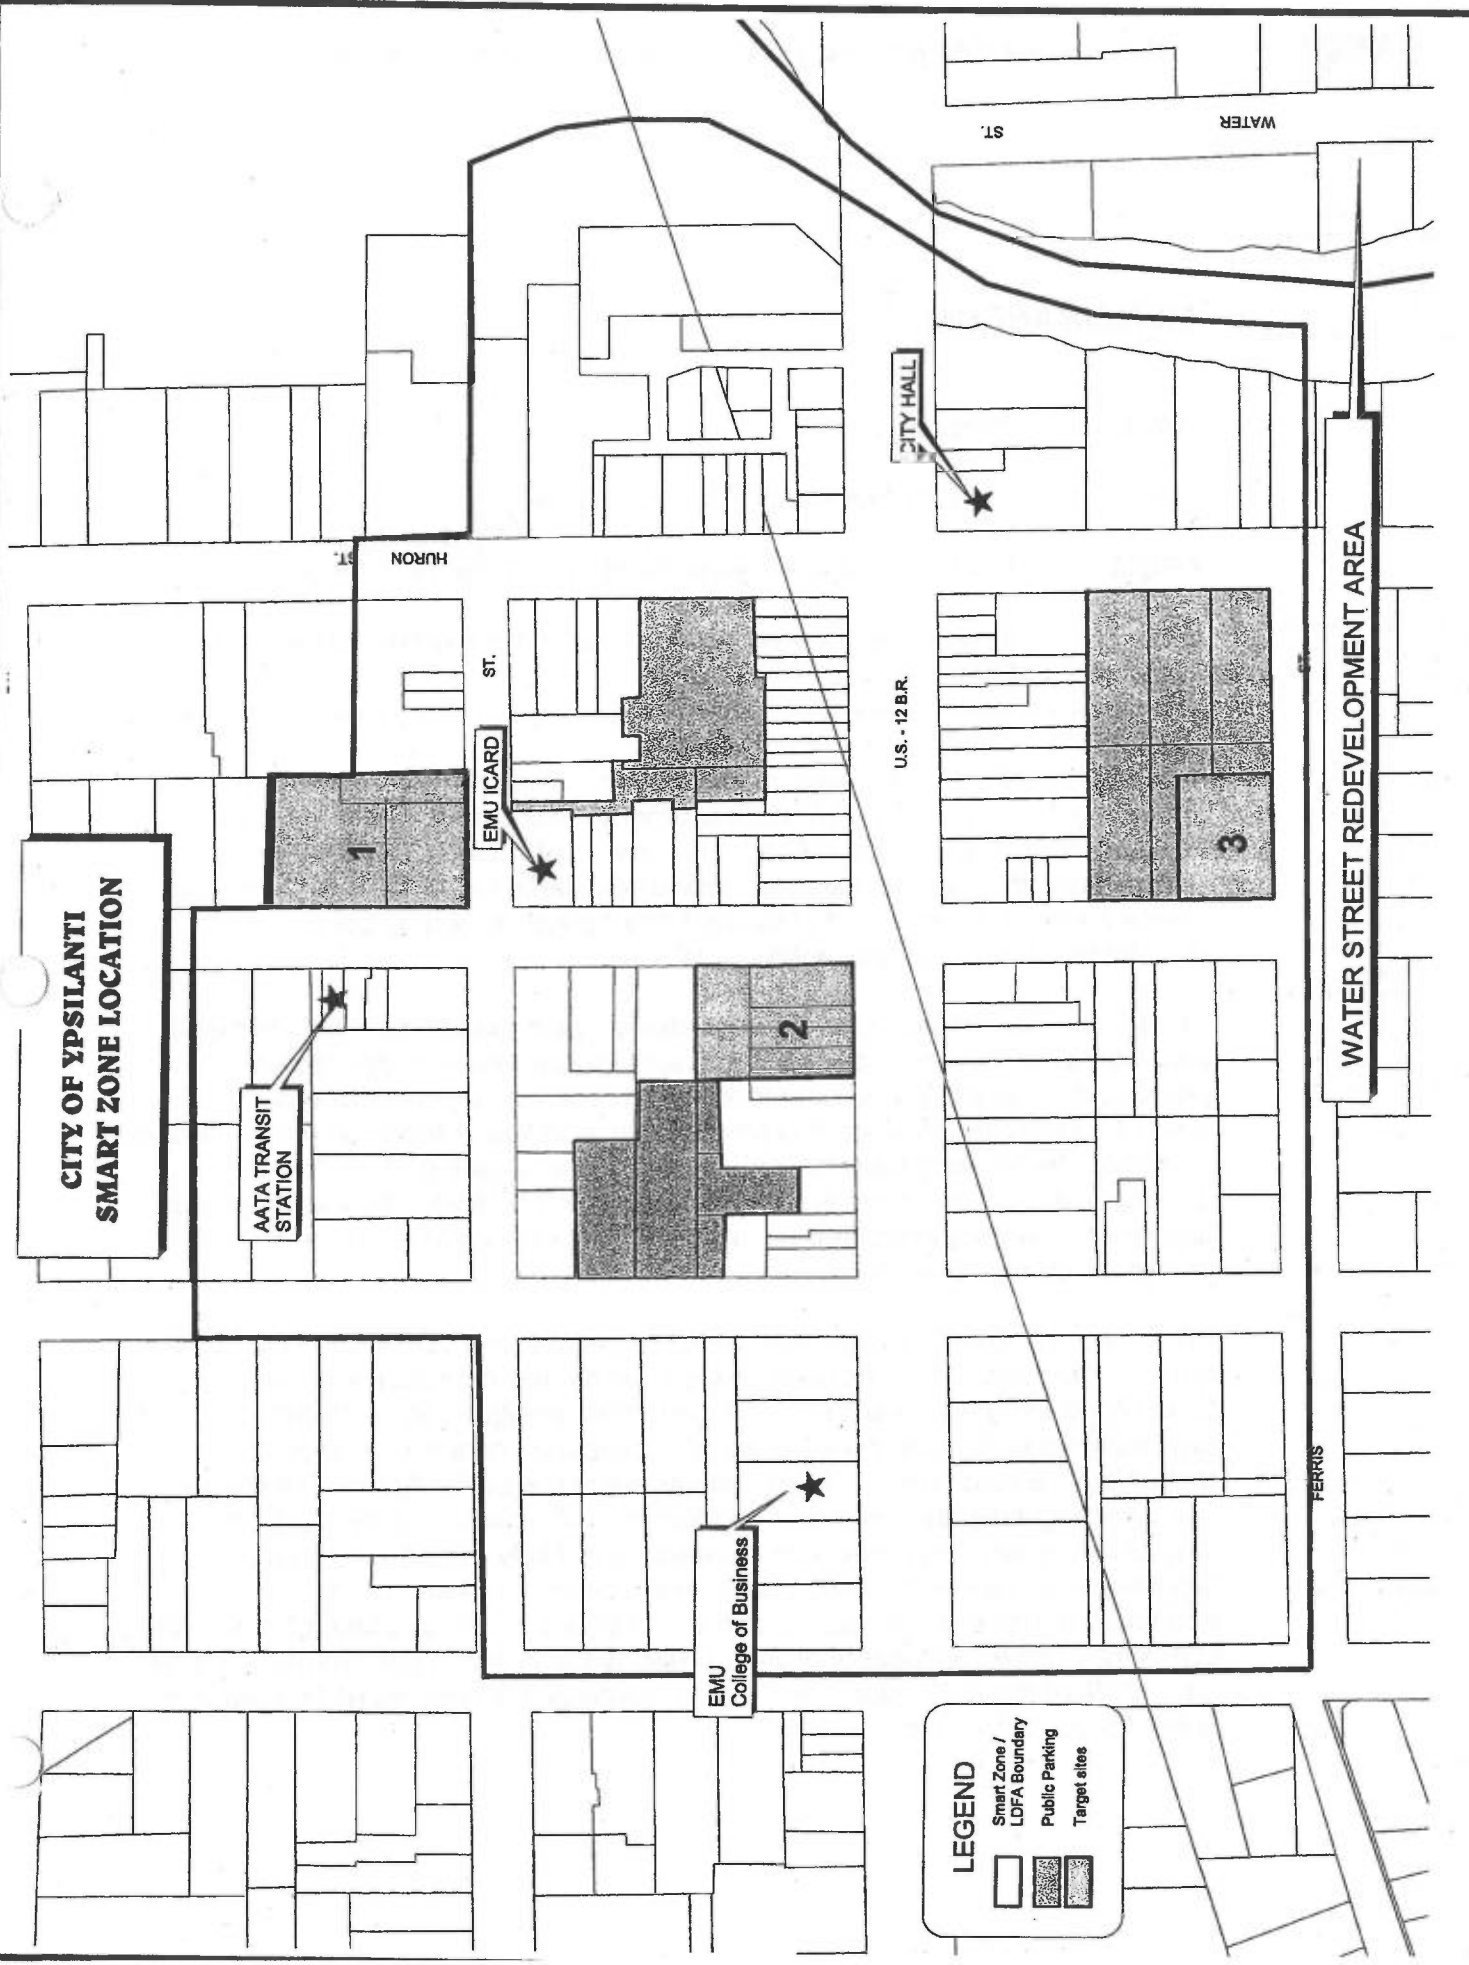 CITY OF YPSILANTI
SMART ZONE LOCATION
AATA TRANSIT
STATION
1
ST.
HURON
EMU ICARD
ST.
2
EMU
College of Business
U.S. - 12 B.R.
CITY HALL
3
ST.
WATER
ST.
FERRIS
WATER STREET REDEVELOPMENT AREA
LEGEND
Smart Zone /
LDFA Boundary
Public Parking
Target sites